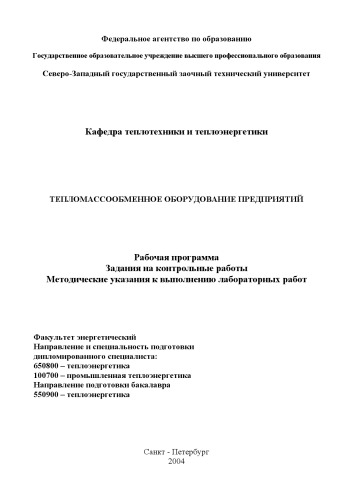 Федеральное агентство по образованию
Государственное образовательное учреждение высшего профессионального образования
Северо-Западный государственный заочный технический университет
Кафедра теплотехники и теплоэнергетики
ТЕПЛОМАССООБМЕННОЕ ОБОРУДОВАНИЕ ПРЕДПРИЯТИЙ
Рабочая программа
Задания на контрольные работы
Методические указания к выполнению лабораторных работ
Факультет энергетический
Направление и специальность подготовки
дипломированного специалиста:
650800 – теплоэнергетика
100700 – промышленная теплоэнергетика
Направление подготовки бакалавра
550900 – теплоэнергетика
Санкт - Петербург
2004